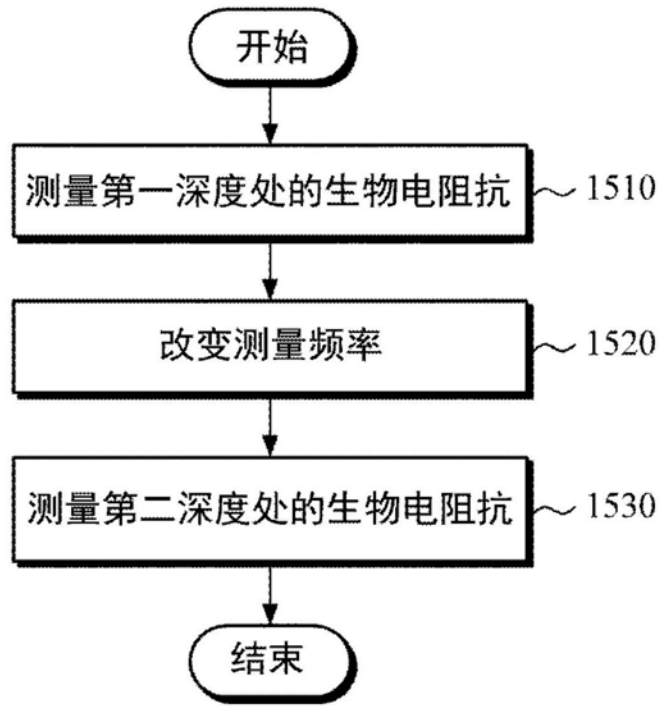 开始
测量第一深度处的生物电阻抗 1510
改变测量频率 1520
测量第二深度处的生物电阻抗 1530
结束